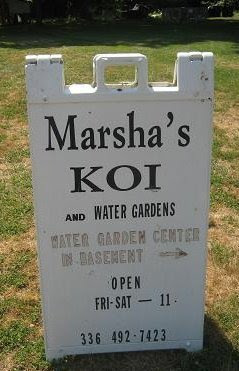 Marsha's
KOI
AND WATER GARDENS
WATER GARDEN CENTER
IN BASEMENT →
OPEN
FRI-SAT — 11-
336 492-7423